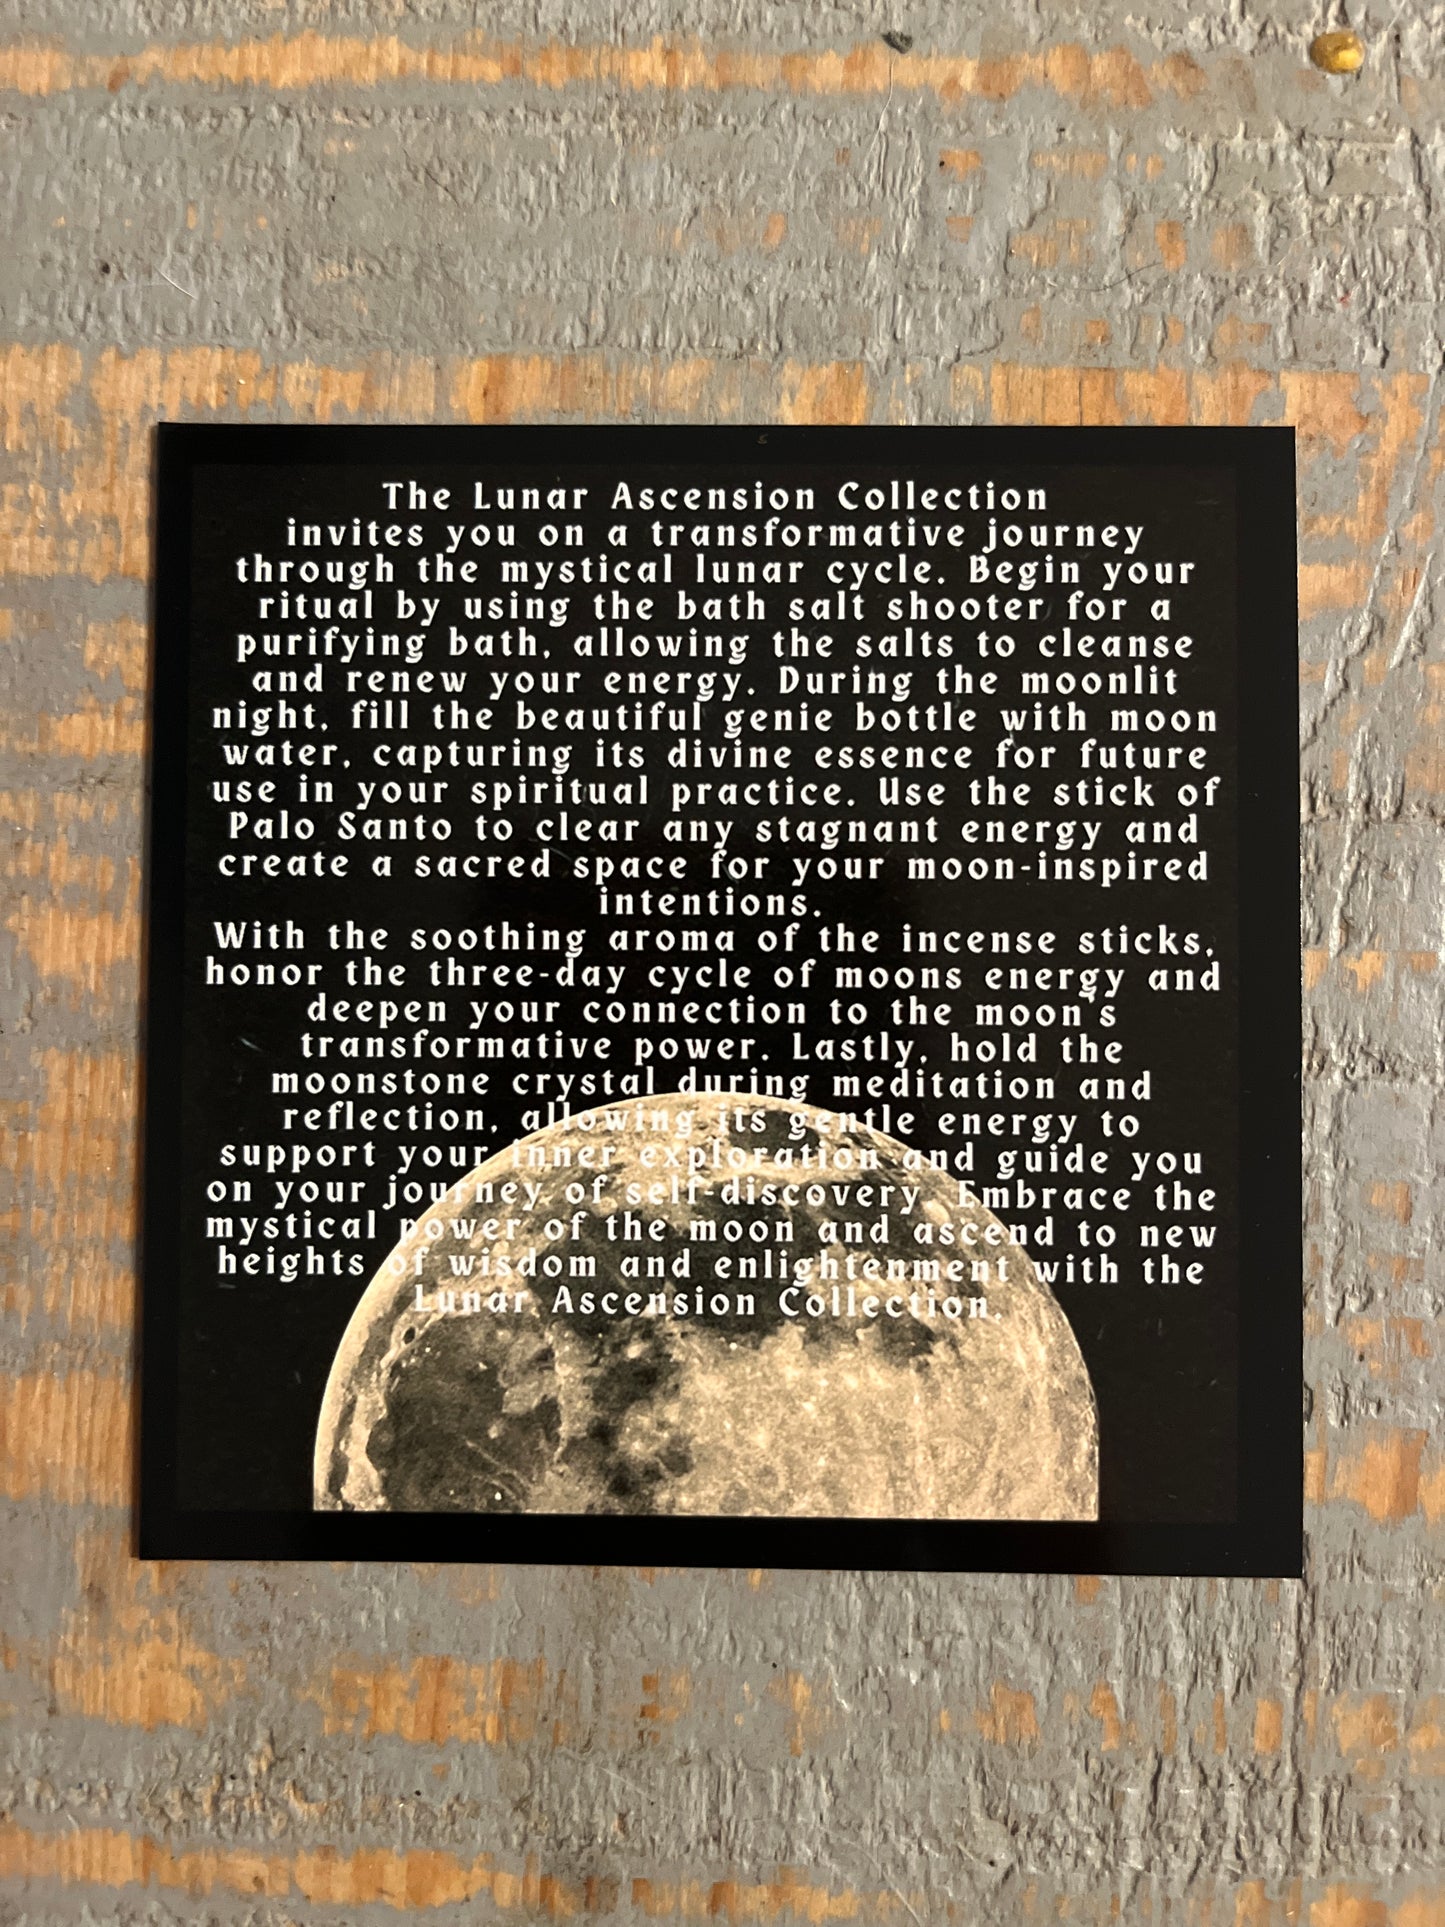 The Lunar Ascension Collection
invites you on a transformative journey
through the mystical lunar cycle. Begin your
ritual by using the bath salt shooter for a
purifying bath, allowing the salts to cleanse
and renew your energy. During the moonlit
night, fill the beautiful genie bottle with moon
water, capturing its divine essence for future
use in your spiritual practice. Use the stick of
Palo Santo to clear any stagnant energy and
create a sacred space for your moon-inspired
intentions.
With the soothing aroma of the incense sticks,
honor the three-day cycle of moons energy and
deepen your connection to the moon's
transformative power. Lastly, hold the
moonstone crystal during meditation and
reflection, allowing its gentle energy to
support your inner exploration and guide you
on your journey of self-discovery. Embrace the
mystical power of the moon and ascend to new
heights of wisdom and enlightenment with the
Lunar Ascension Collection.